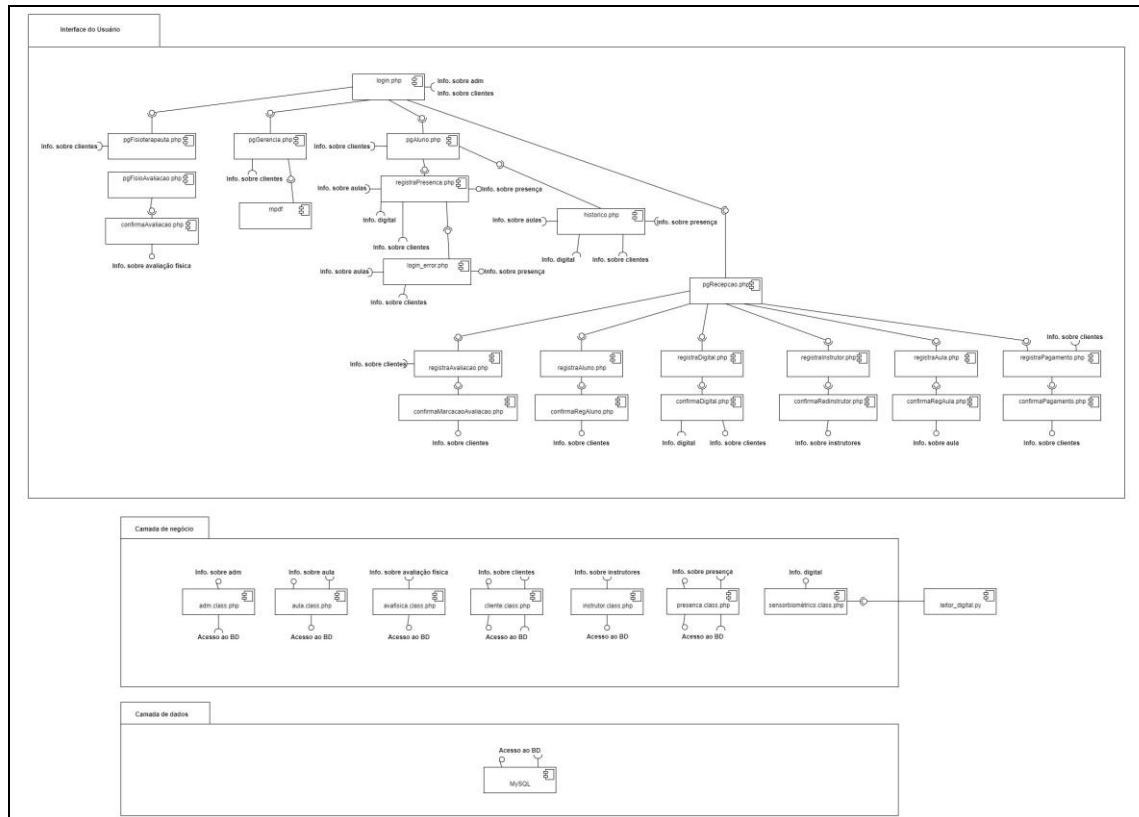 Interface do Usuário
login.php
Info. sobre adm
Info. sobre clientes
Info. sobre clientes
pgFisioterapeuta.php
pgGerencia.php
Info. sobre clientes
pgAluno.php
Info. sobre clientes
pgFisioAvaliacao.php
mpdf
Info. sobre aulas
registraPresenca.php
Info. sobre presença
confirmaAvaliacao.php
Info. digital
Info. sobre clientes
Info. sobre aulas
historico.php
Info. sobre presença
Info. sobre avaliação física
Info. digital
Info. sobre clientes
Info. sobre aulas
login_error.php
Info. sobre presença
Info. sobre clientes
pgRecepcao.php
Info. sobre clientes
Info. sobre clientes
registraAvaliacao.php
registraAluno.php
registraDigital.php
registraInstrutor.php
registraAula.php
registraPagamento.php
confirmaMarcacaoAvaliacao.php
confirmaRegAluno.php
confirmaDigital.php
confirmaRedinstrutor.php
confirmaRegAula.php
confirmaPagamento.php
Info. sobre clientes
Info. sobre clientes
Info. digital
Info. sobre clientes
Info. sobre instrutores
Info. sobre aula
Info. sobre clientes
Camada de negócio
Info. sobre adm
Info. sobre aula
Info. sobre avaliação física
Info. sobre clientes
Info. sobre instrutores
Info. sobre presença
Info. digital
adm.class.php
aula.class.php
avafisica.class.php
cliente.class.php
instrutor.class.php
presenca.class.php
sensorbiométrico.class.php
leitor_digital.py
Acesso ao BD
Acesso ao BD
Acesso ao BD
Acesso ao BD
Acesso ao BD
Acesso ao BD
Camada de dados
Acesso ao BD
MySQL